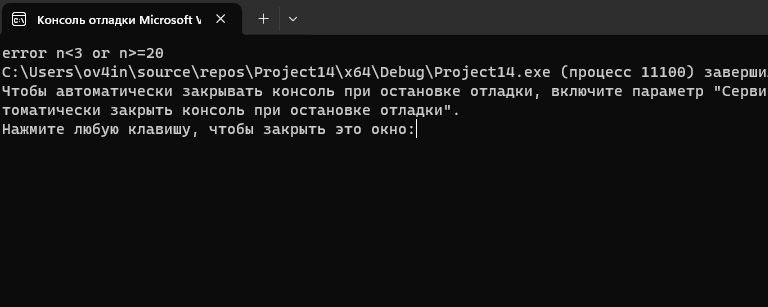 Консоль отладки Microsoft V
error n<3 or n>=20
C:\Users\ov4in\source\repos\Project14\x64\Debug\Project14.exe (процесс 11100) заверши
Чтобы автоматически закрывать консоль при остановке отладки, включите параметр "Серви
томатически закрыть консоль при остановке отладки".
Нажмите любую клавишу, чтобы закрыть это окно: